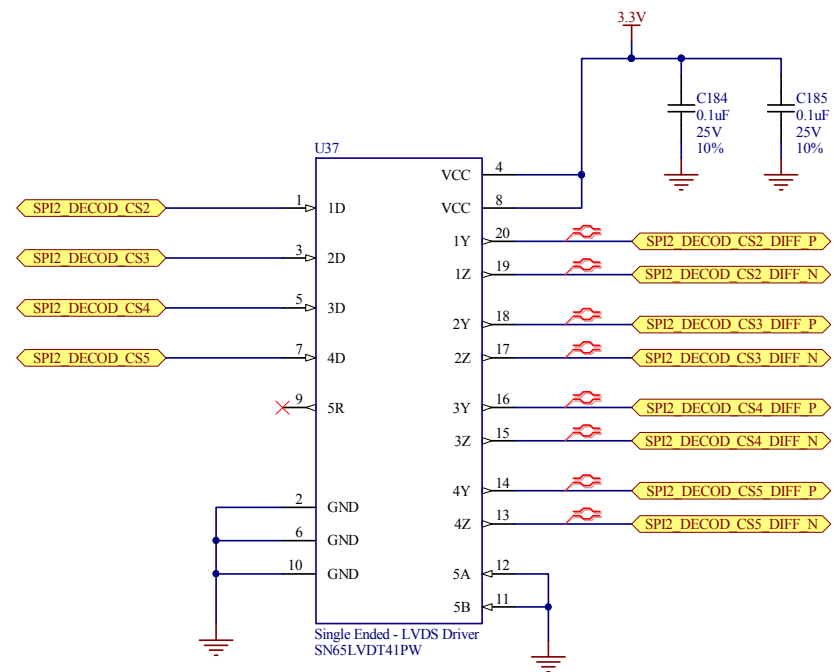 3.3V
C184
0.1uF
25V
10%
C185
0.1uF
25V
10%
U37
VCC 4
VCC 8
SPI2_DECOD_CS2 1 1D
1Y 20 SPI2_DECOD_CS2_DIFF_P
SPI2_DECOD_CS3 3 2D
1Z 19 SPI2_DECOD_CS2_DIFF_N
SPI2_DECOD_CS4 5 3D
2Y 18 SPI2_DECOD_CS3_DIFF_P
SPI2_DECOD_CS5 7 4D
2Z 17 SPI2_DECOD_CS3_DIFF_N
9 5R
3Y 16 SPI2_DECOD_CS4_DIFF_P
3Z 15 SPI2_DECOD_CS4_DIFF_N
4Y 14 SPI2_DECOD_CS5_DIFF_P
2 GND
4Z 13 SPI2_DECOD_CS5_DIFF_N
6 GND
10 GND
5A 12
5B 11
Single Ended - LVDS Driver
SN65LVDT41PW